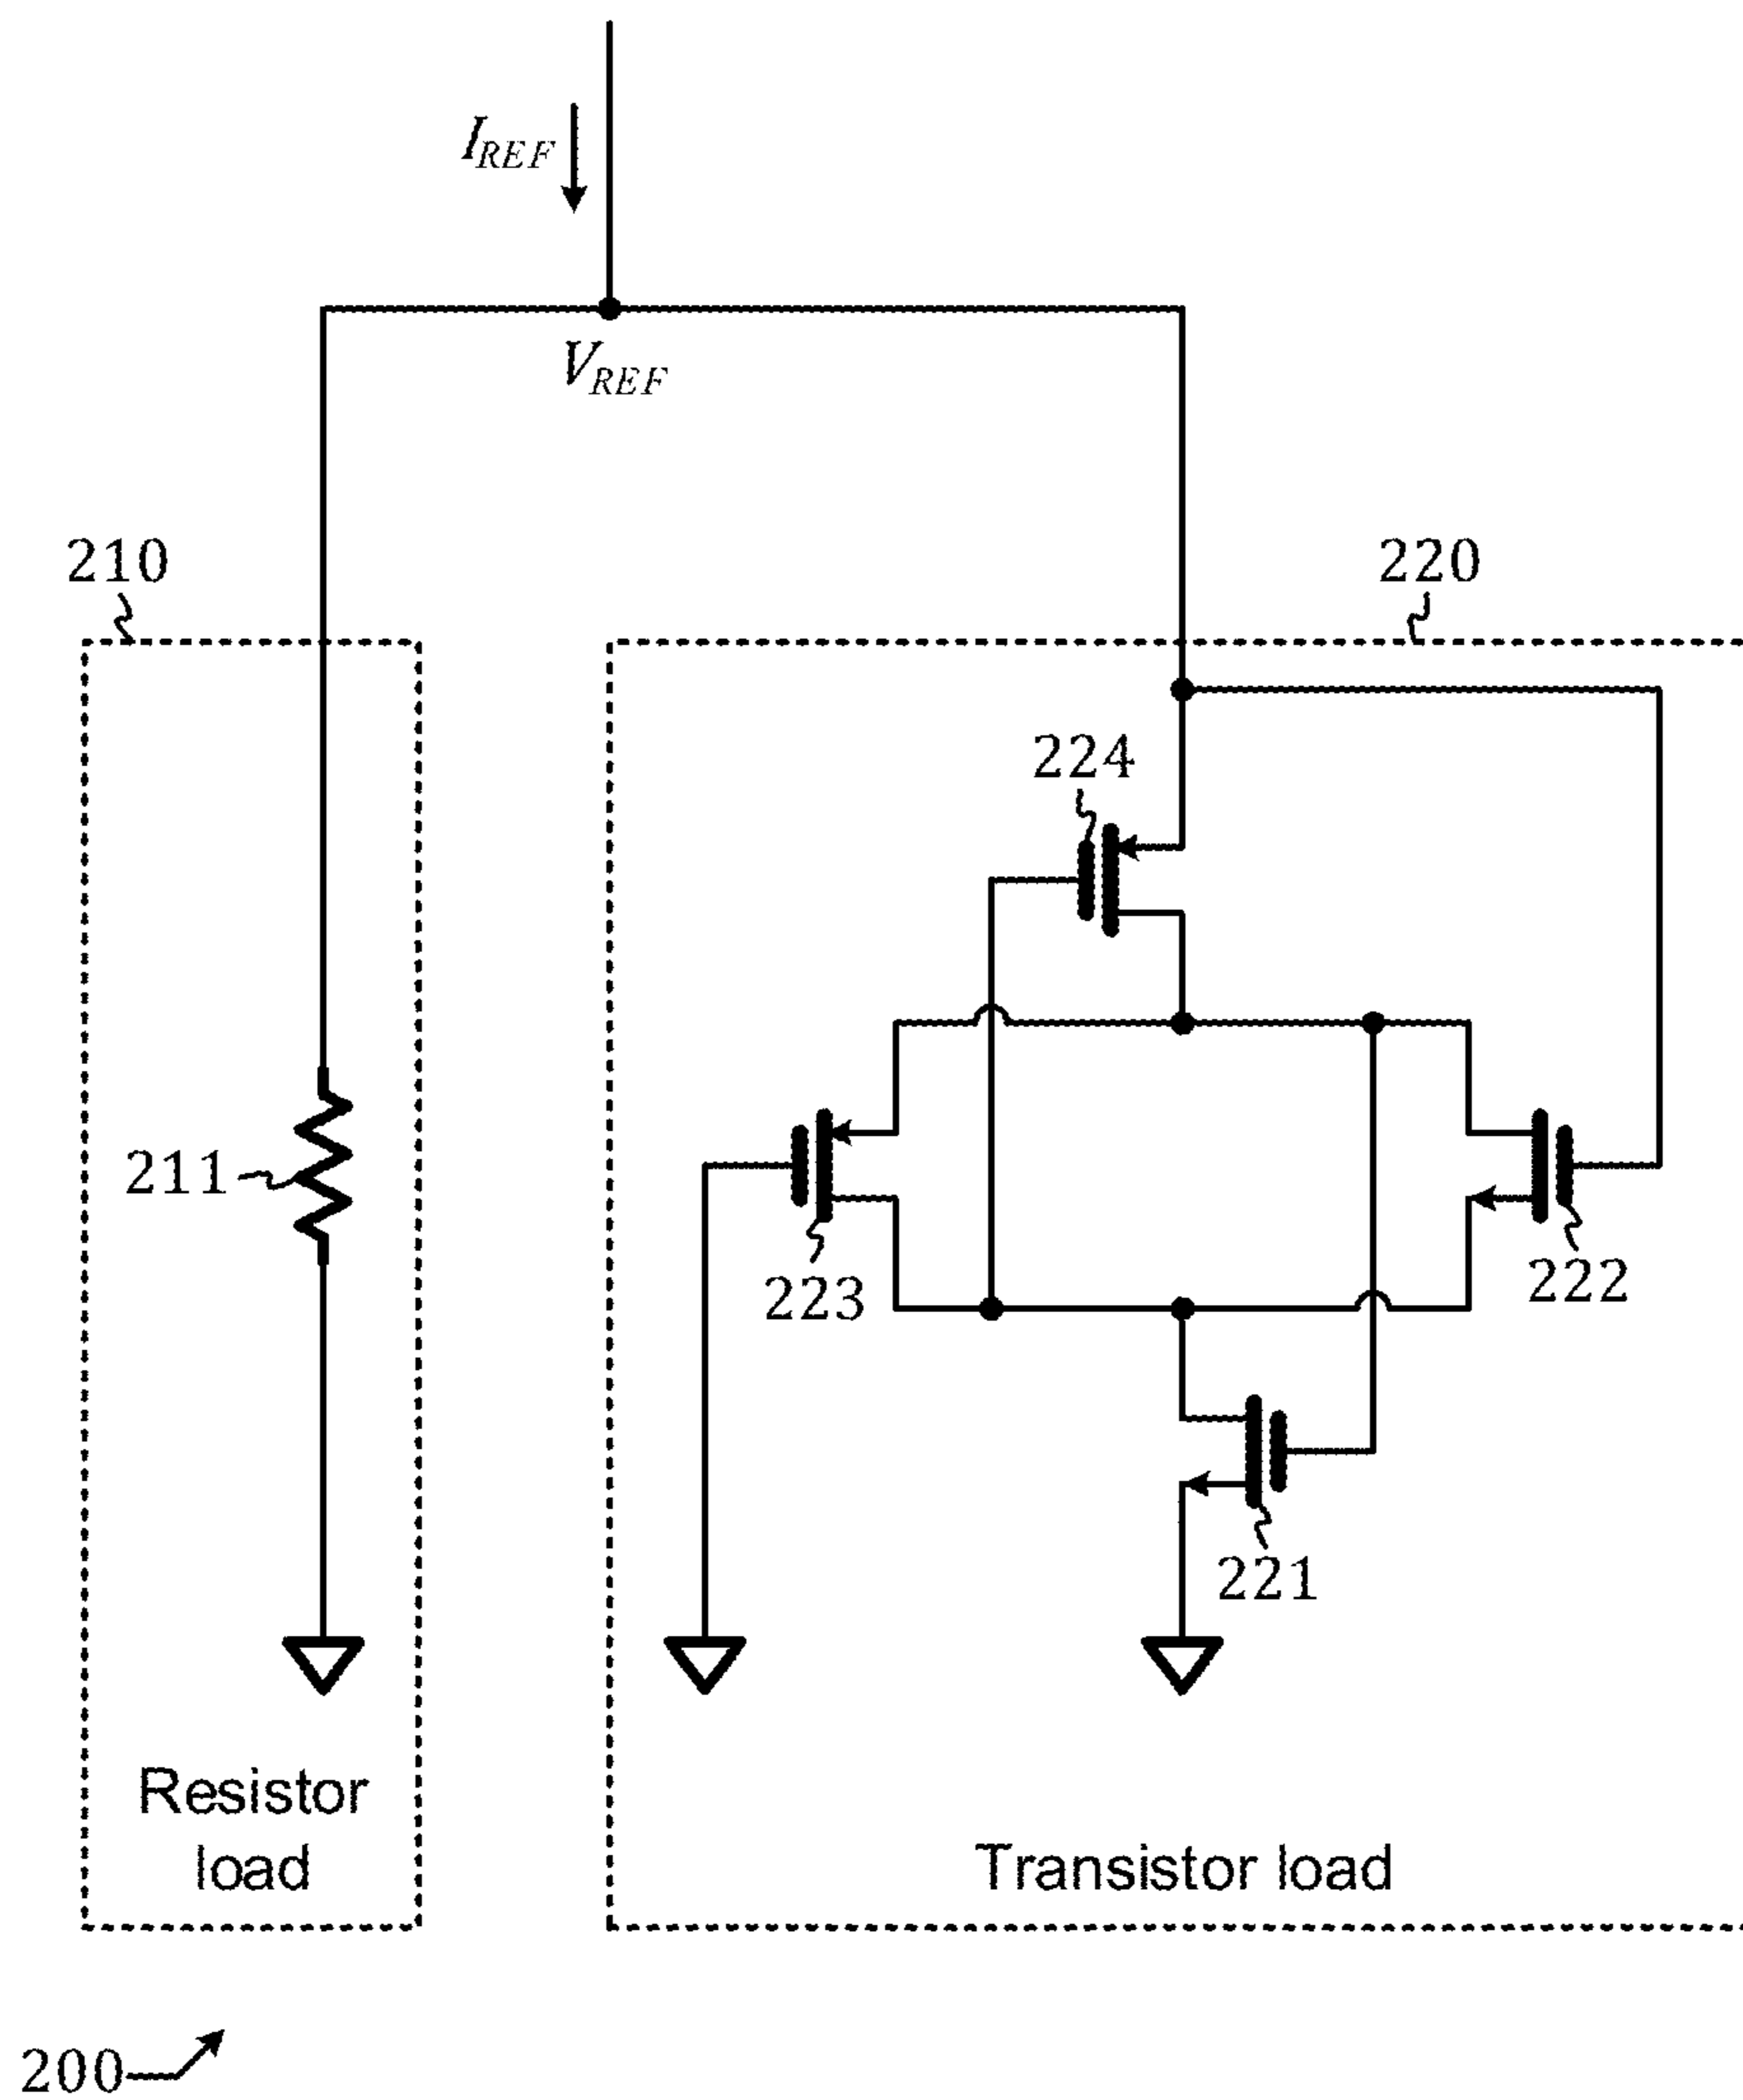 I_REF
V_REF
210
220
224
211
223
222
221
Resistor
load
Transistor load
200